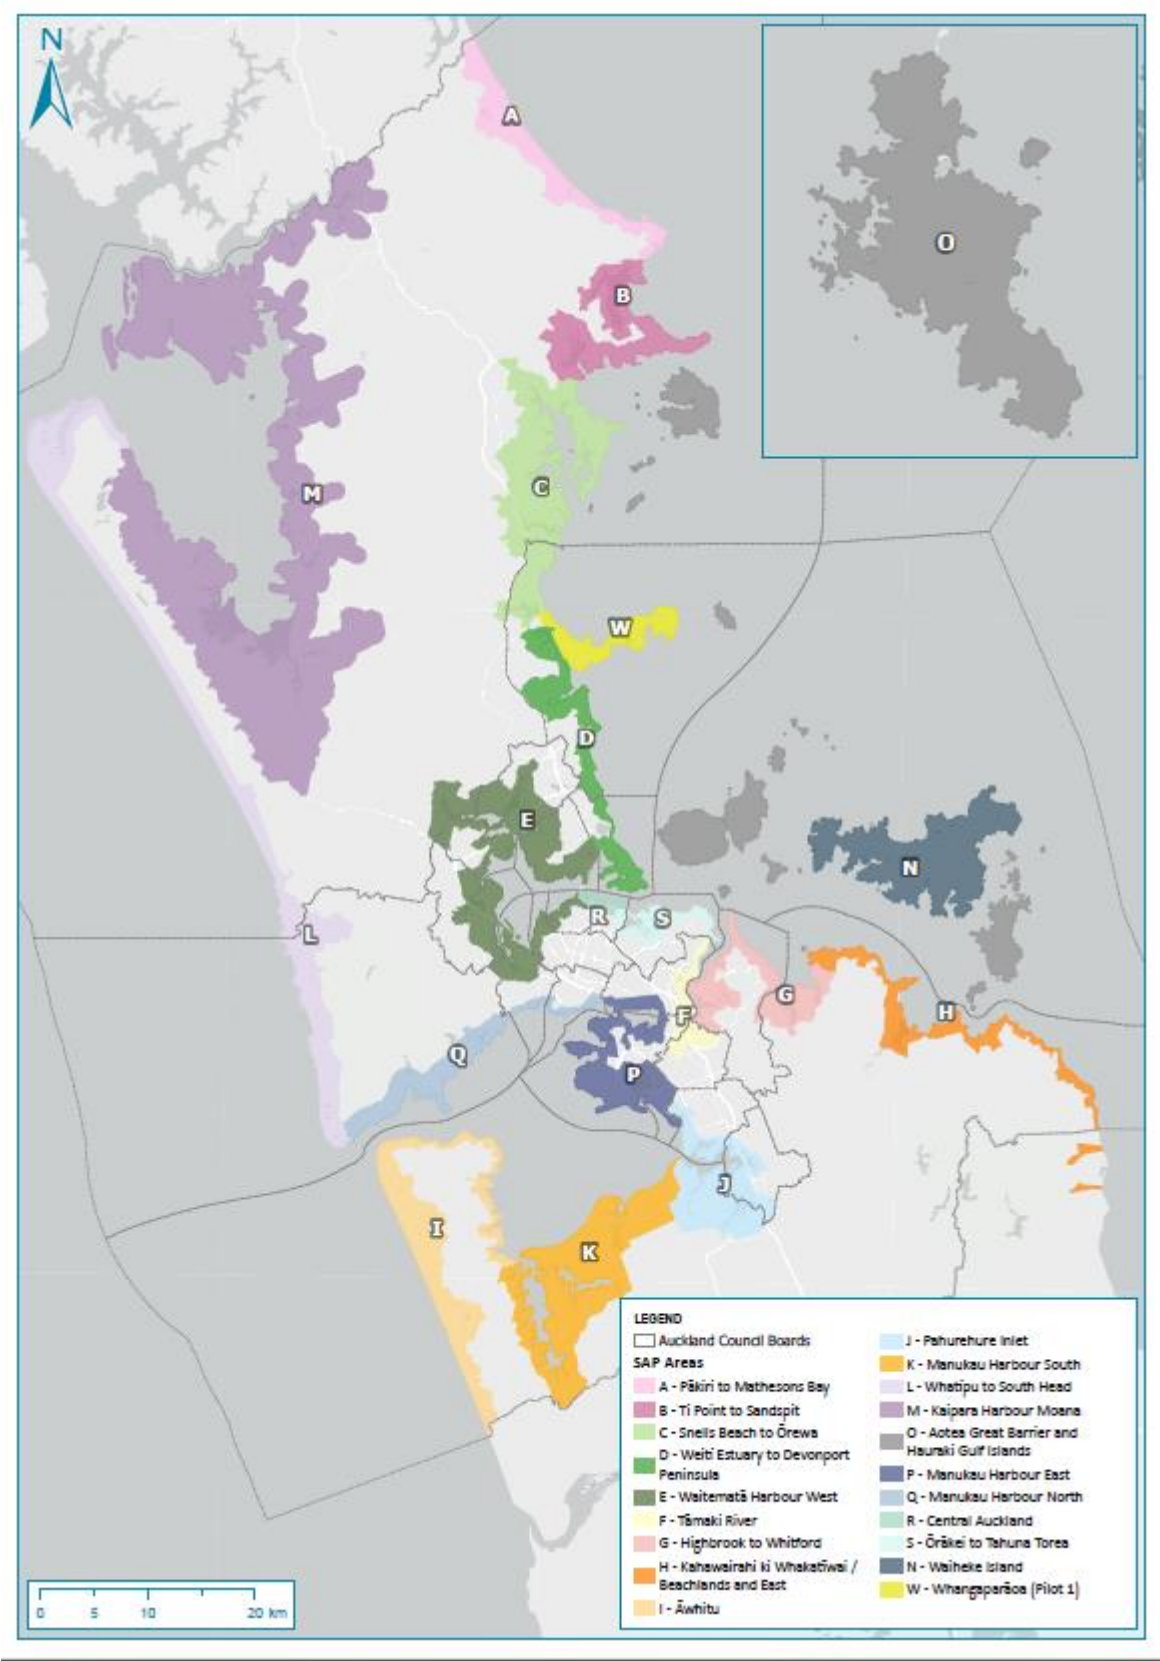 N
A
O
B
C
M
W
D
E
N
L
R
S
G
H
F
Q
P
J
I
K
LEGEND
Auckland Council Boards
SAP Areas
A - Pākiri to Mathesons Bay
B - Ti Point to Sandspit
C - Snells Beach to Ōrewa
D - Weiti Estuary to Devonport
Peninsula
E - Waitematā Harbour West
F - Tāmaki River
G - Highbrook to Whitford
H - Kahawairahi ki Whakatīwai /
Beachlands and East
I - Āwhitu
J - Pahurehure Inlet
K - Manukau Harbour South
L - Whatipu to South Head
M - Kaipara Harbour Moana
O - Aotea Great Barrier and
Hauraki Gulf Islands
P - Manukau Harbour East
Q - Manukau Harbour North
R - Central Auckland
S - Ōrākei to Tahuna Torea
N - Waiheke Island
W - Whangaparāoa (Pilot 1)
0 5 10 20 km